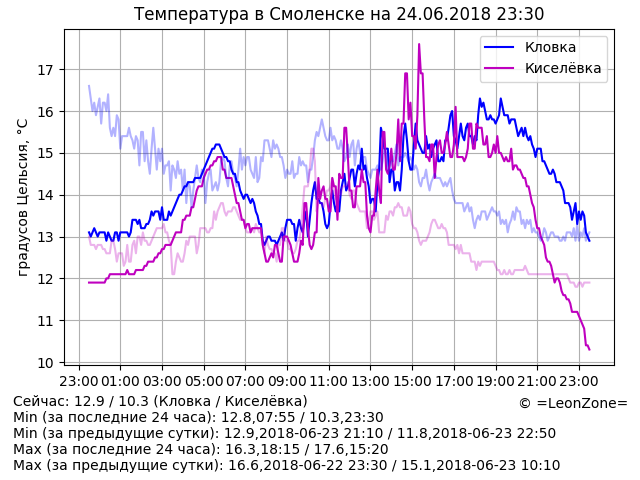 Температура в Смоленске на 24.06.2018 23:30
Кловка
Киселёвка
градусов Цельсия, °C
17
16
15
14
13
12
11
10
23:00 01:00 03:00 05:00 07:00 09:00 11:00 13:00 15:00 17:00 19:00 21:00 23:00
Сейчас: 12.9 / 10.3 (Кловка / Киселёвка)
© =LeonZone=
Min (за последние 24 часа): 12.8,07:55 / 10.3,23:30
Min (за предыдущие сутки): 12.9,2018-06-23 21:10 / 11.8,2018-06-23 22:50
Max (за последние 24 часа): 16.3,18:15 / 17.6,15:20
Max (за предыдущие сутки): 16.6,2018-06-22 23:30 / 15.1,2018-06-23 10:10